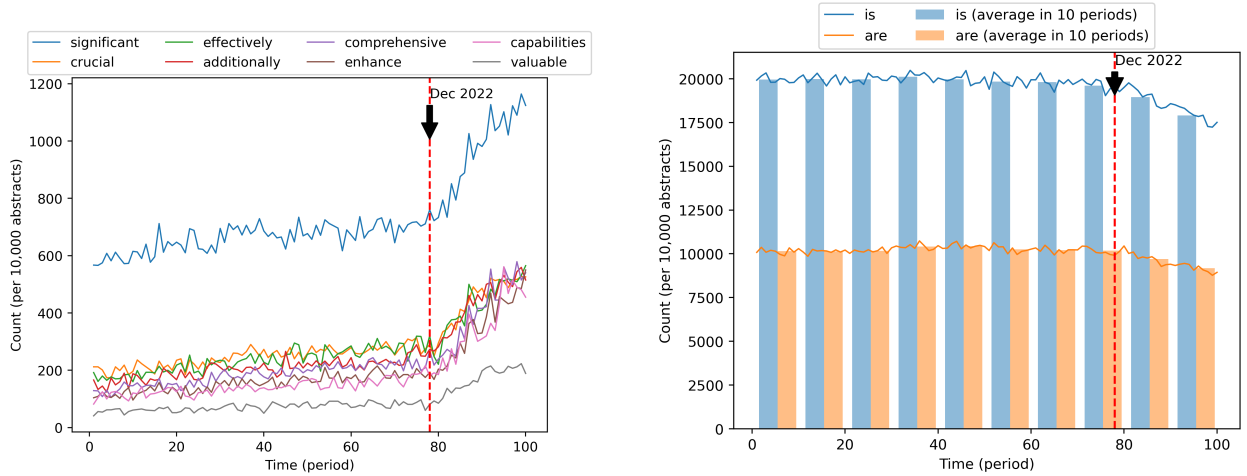 significant effectively comprehensive capabilities
crucial additionally enhance valuable
Dec 2022
1200
1000
800
600
400
200
0
Count (per 10,000 abstracts)
0 20 40 60 80 100
Time (period)
is is (average in 10 periods)
are are (average in 10 periods)
Dec 2022
20000
17500
15000
12500
10000
7500
5000
2500
0
Count (per 10,000 abstracts)
0 20 40 60 80 100
Time (period)